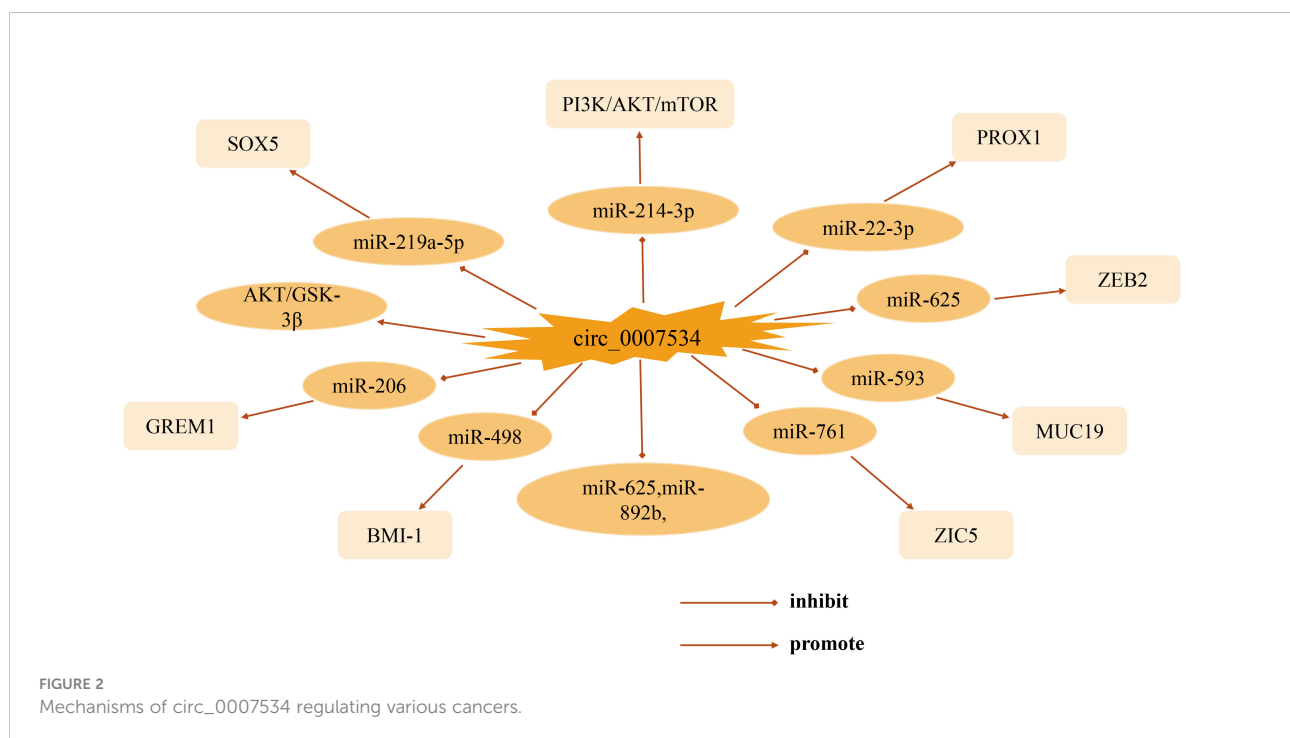 PI3K/AKT/mTOR
SOX5
PROX1
miR-214-3p
miR-219a-5p
miR-22-3p
ZEB2
miR-625
AKT/GSK-
3β
circ_0007534
miR-593
miR-206
GREM1
miR-498
miR-761
MUC19
miR-625,miR-
892b,
BMI-1
ZIC5
inhibit
promote
FIGURE 2
Mechanisms of circ_0007534 regulating various cancers.